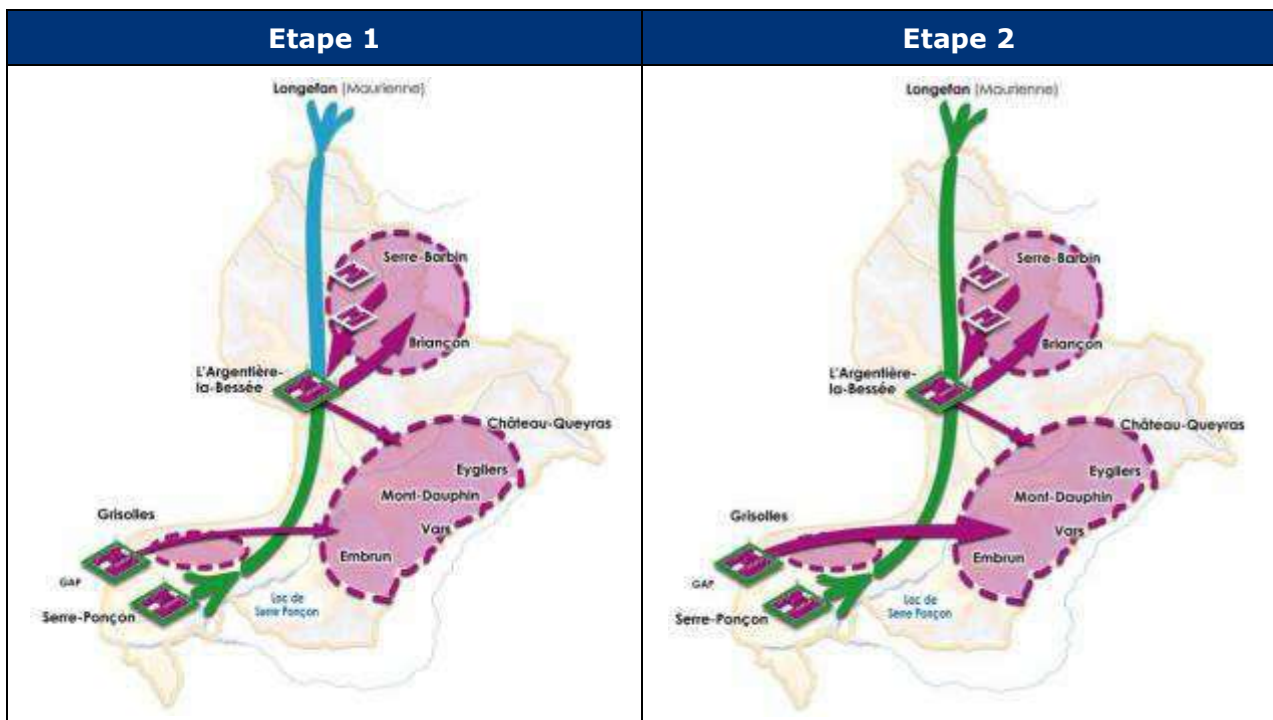 Etape 1
Etape 2
Longefan (Maurienne)
Serre-Barbin
Briançon
L'Argentière-
la-Bessée
Château-Queyras
Eygliers
Mont-Dauphin
Grisolles
Vars
Embrun
GAP
Lac de
Serre Ponçon
Serre-Ponçon
Longefan (Maurienne)
Serre-Barbin
Briançon
L'Argentière-
la-Bessée
Château-Queyras
Eygliers
Mont-Dauphin
Grisolles
Vars
Embrun
GAP
Lac de
Serre Ponçon
Serre-Ponçon